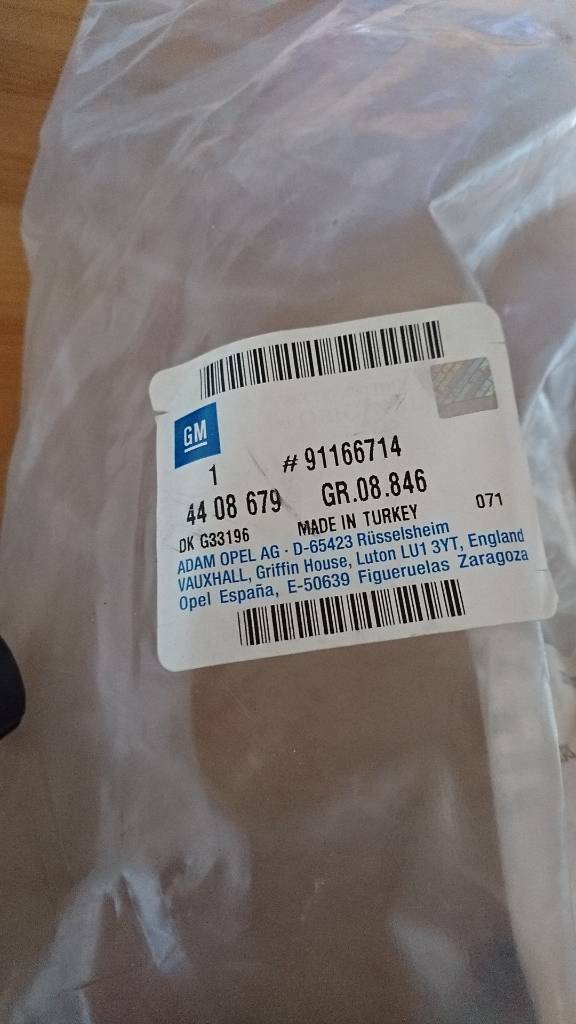 GM
1 # 91166714
44 08 679 GR.08.846
DK G33196 MADE IN TURKEY 071
ADAM OPEL AG · D-65423 Rüsselsheim
VAUXHALL, Griffin House, Luton LU1 3YT, England
Opel España, E-50639 Figueruelas Zaragoza